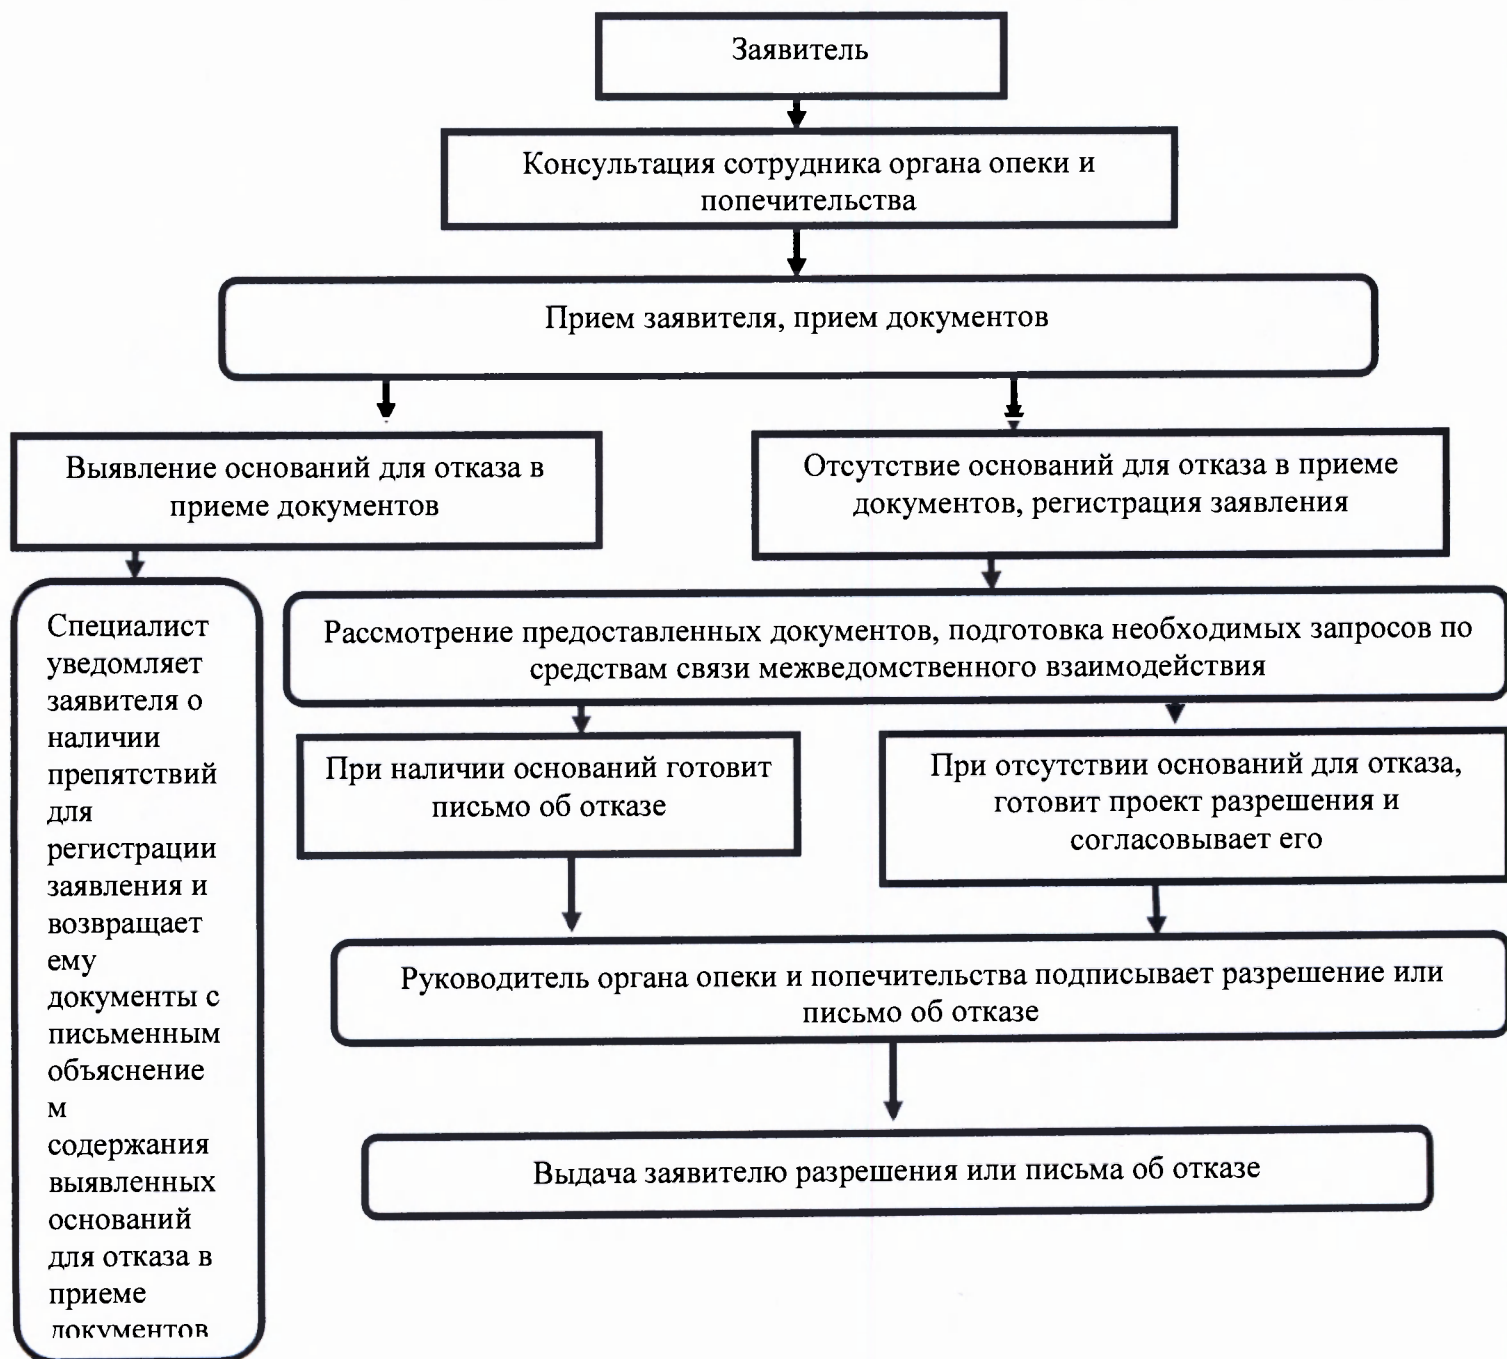 Заявитель
Консультация сотрудника органа опеки и
попечительства
Прием заявителя, прием документов
Выявление оснований для отказа в
приеме документов
Отсутствие оснований для отказа в приеме
документов, регистрация заявления
Специалист
уведомляет
заявителя о
наличии
препятствий
для
регистрации
заявления и
возвращает
ему
документы с
письменным
объяснение
м
содержания
выявленных
оснований
для отказа в
приеме
документов
Рассмотрение предоставленных документов, подготовка необходимых запросов по
средствам связи межведомственного взаимодействия
При наличии оснований готовит
письмо об отказе
При отсутствии оснований для отказа,
готовит проект разрешения и
согласовывает его
Руководитель органа опеки и попечительства подписывает разрешение или
письмо об отказе
Выдача заявителю разрешения или письма об отказе